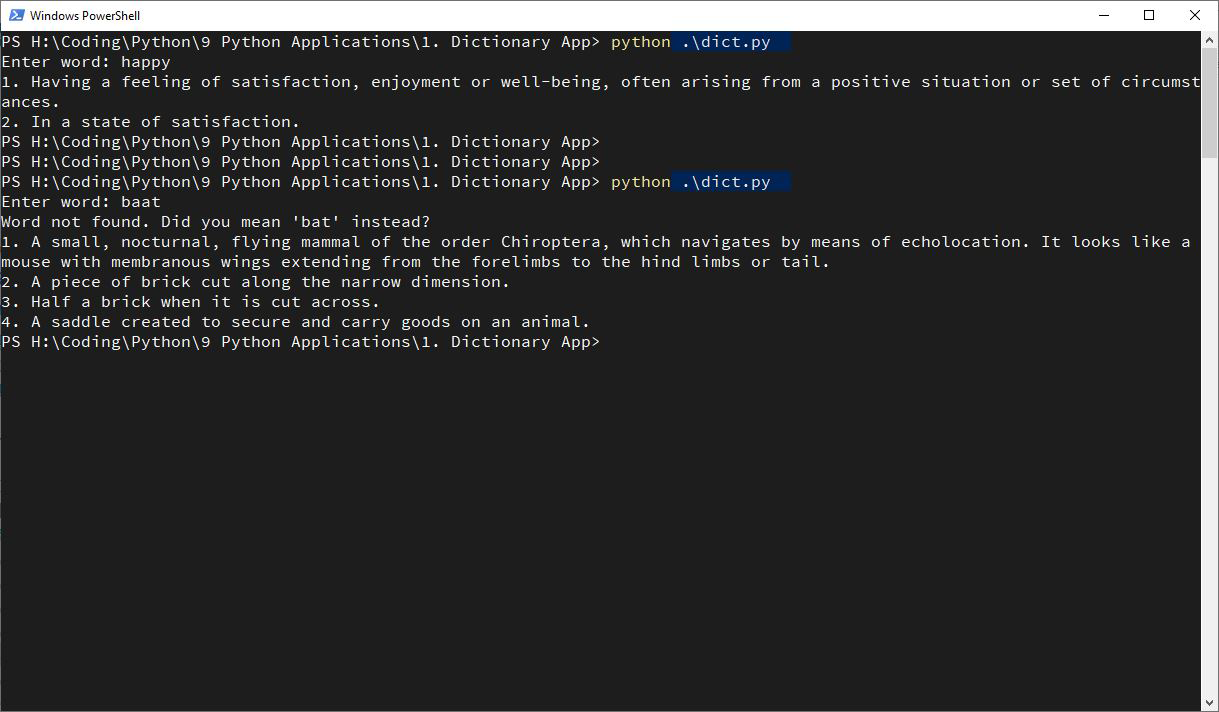 Windows PowerShell
PS H:\Coding\Python\9 Python Applications\1. Dictionary App> python .\dict.py
Enter word: happy
1. Having a feeling of satisfaction, enjoyment or well-being, often arising from a positive situation or set of circumst
ances.
2. In a state of satisfaction.
PS H:\Coding\Python\9 Python Applications\1. Dictionary App>
PS H:\Coding\Python\9 Python Applications\1. Dictionary App>
PS H:\Coding\Python\9 Python Applications\1. Dictionary App> python .\dict.py
Enter word: baat
Word not found. Did you mean 'bat' instead?
1. A small, nocturnal, flying mammal of the order Chiroptera, which navigates by means of echolocation. It looks like a
mouse with membranous wings extending from the forelimbs to the hind limbs or tail.
2. A piece of brick cut along the narrow dimension.
3. Half a brick when it is cut across.
4. A saddle created to secure and carry goods on an animal.
PS H:\Coding\Python\9 Python Applications\1. Dictionary App>